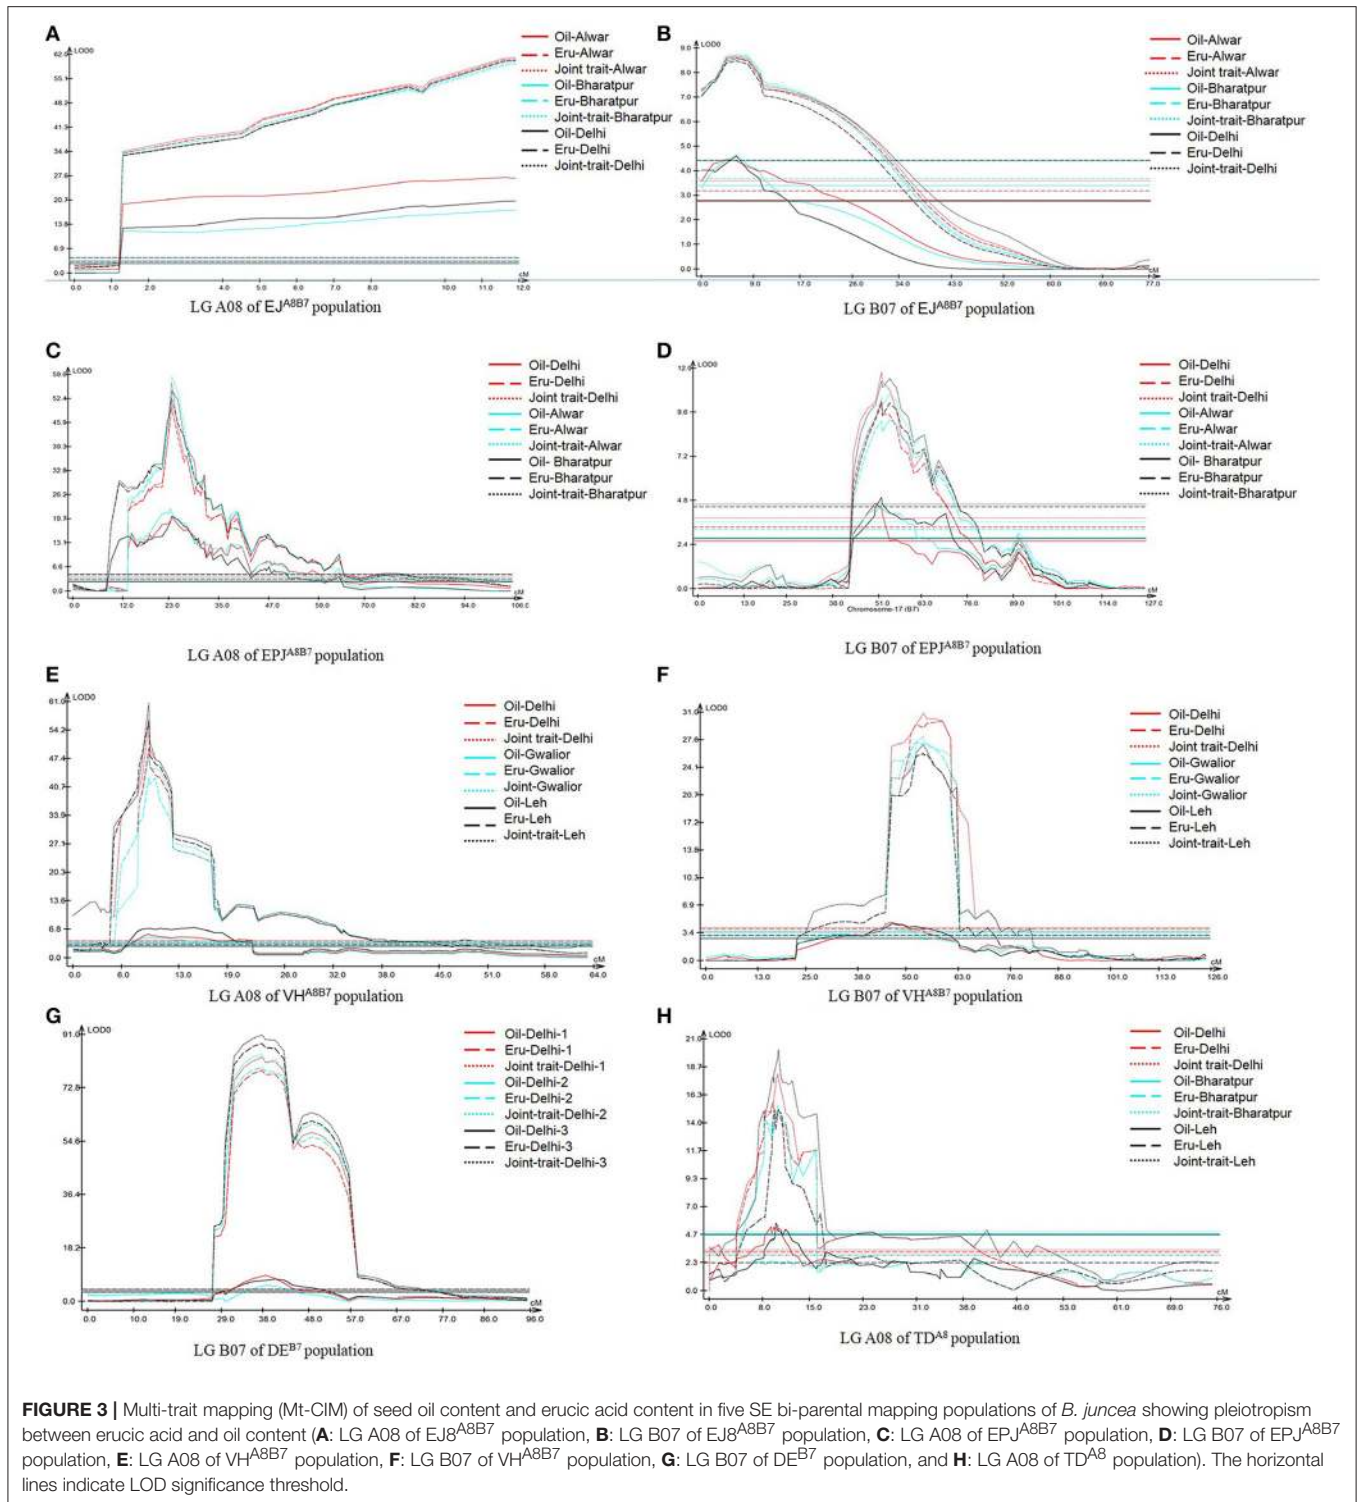 A
LOD0
62.0
55.1
48.2
41.3
34.4
27.6
20.7
13.8
6.9
0.0
0.0 1.0 2.0 4.0 5.0 6.0 7.0 8.0 10.0 11.0 12.0
cM
Oil-Alwar
Eru-Alwar
Joint trait-Alwar
Oil-Bharatpur
Eru-Bharatpur
Joint-trait-Bharatpur
Oil-Delhi
Eru-Delhi
Joint-trait-Delhi
LG A08 of EJA8B7 population
B
LOD0
9.0
8.0
7.0
6.0
5.0
4.0
3.0
2.0
1.0
0.0
0.0 9.0 17.0 26.0 34.0 43.0 52.0 60.0 69.0 77.0
cM
Oil-Alwar
Eru-Alwar
Joint trait-Alwar
Oil-Bharatpur
Eru-Bharatpur
Joint-trait-Bharatpur
Oil-Delhi
Eru-Delhi
Joint-trait-Delhi
LG B07 of EJA8B7 population
C
LOD0
52.4
32.8
26.2
13.1
6.6
0.0
0.0 12.0 23.0 35.0 47.0 58.0 70.0 82.0 94.0
cM
Oil-Delhi
Eru-Delhi
Joint trait-Delhi
Oil-Alwar
Eru-Alwar
Joint-trait-Alwar
Oil- Bharatpur
Eru-Bharatpur
Joint-trait-Bharatpur
LG A08 of EPJA8B7 population
D
LOD0
12.0
9.6
7.2
4.8
2.4
0.0
0.0 13.0 25.0 38.0 51.0 63.0 76.0 89.0 101.0 114.0 127.0
cM
Chromosome-17 (B7)
Oil-Delhi
Eru-Delhi
Joint trait-Delhi
Oil-Alwar
Eru-Alwar
Joint-trait-Alwar
Oil- Bharatpur
Eru-Bharatpur
Joint-trait-Bharatpur
LG B07 of EPJA8B7 population
E
LOD0
61.0
54.2
47.4
40.7
33.9
27.1
20.3
13.6
6.8
0.0
0.0 6.0 13.0 19.0 26.0 32.0 38.0 45.0 51.0 58.0 64.0
cM
Oil-Delhi
Eru-Delhi
Joint trait-Delhi
Oil-Gwalior
Eru-Gwalior
Joint-Gwalior
Oil-Leh
Eru-Leh
Joint-trait-Leh
LG A08 of VHA8B7 population
F
LOD0
31.0
27.6
24.1
20.7
17.2
13.8
10.3
6.9
3.4
0.0
0.0 13.0 25.0 38.0 50.0 63.0 76.0 88.0 101.0 113.0 126.0
cM
Oil-Delhi
Eru-Delhi
Joint trait-Delhi
Oil-Gwalior
Eru-Gwalior
Joint-Gwalior
Oil-Leh
Eru-Leh
Joint-trait-Leh
LG B07 of VHA8B7 population
G
LOD0
91.0
72.8
54.6
36.4
18.2
0.0
0.0 10.0 19.0 29.0 38.0 48.0 57.0 67.0 77.0 86.0 96.0
cM
Oil-Delhi-1
Eru-Delhi-1
Joint trait-Delhi-1
Oil-Delhi-2
Eru-Delhi-2
Joint-trait-Delhi-2
Oil-Delhi-3
Eru-Delhi-3
Joint-trait-Delhi-3
LG B07 of DEB7 population
H
LOD0
21.0
18.7
16.3
14.0
11.7
9.3
7.0
4.7
2.3
0.0
0.0 8.0 15.0 23.0 31.0 38.0 46.0 53.0 61.0 69.0 76.0
cM
Oil-Delhi
Eru-Delhi
Joint trait-Delhi
Oil-Bharatpur
Eru-Bharatpur
Joint-trait-Bharatpur
Oil-Leh
Eru-Leh
Joint-trait-Leh
LG A08 of TDA8 population
FIGURE 3 | Multi-trait mapping (Mt-CIM) of seed oil content and erucic acid content in five SE bi-parental mapping populations of B. juncea showing pleiotropism
between erucic acid and oil content (A: LG A08 of EJ8A8B7 population, B: LG B07 of EJ8A8B7 population, C: LG A08 of EPJA8B7 population, D: LG B07 of EPJA8B7
population, E: LG A08 of VHA8B7 population, F: LG B07 of VHA8B7 population, G: LG B07 of DEB7 population, and H: LG A08 of TDA8 population). The horizontal
lines indicate LOD significance threshold.